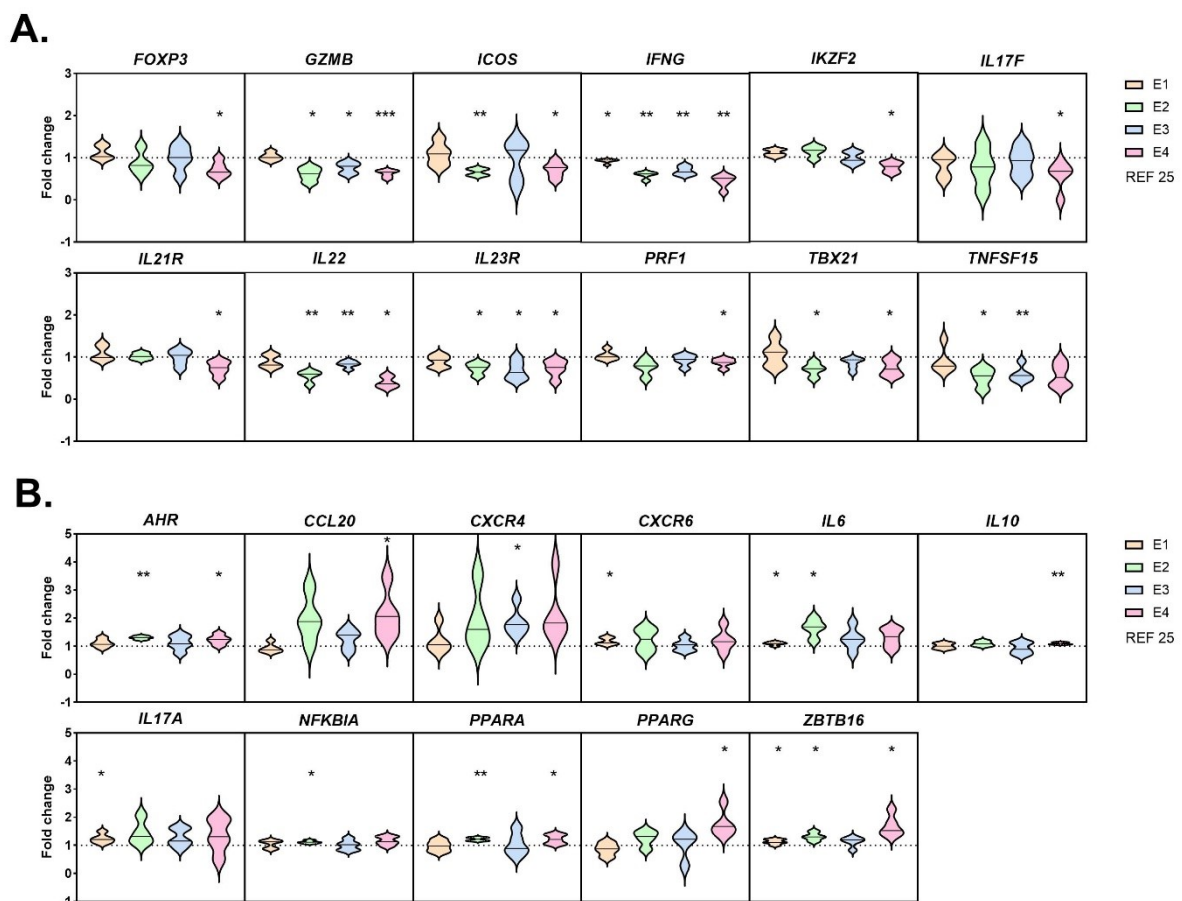 A.
FOXP3 GZMB ICOS IFNG IKZF2 IL17F
Fold change
3
2
1
0
-1
* * * *** ** * * ** ** ** * *
E1
E2
E3
E4
REF 25
IL21R IL22 IL23R PRF1 TBX21 TNFSF15
Fold change
3
2
1
0
-1
* ** ** * * * * * * * * **
B.
AHR CCL20 CXCR4 CXCR6 IL6 IL10
Fold change
5
4
3
2
1
0
-1
** * * * * * * **
E1
E2
E3
E4
REF 25
IL17A NFKBIA PPARA PPARG ZBTB16
Fold change
5
4
3
2
1
0
-1
* * ** * * * * *